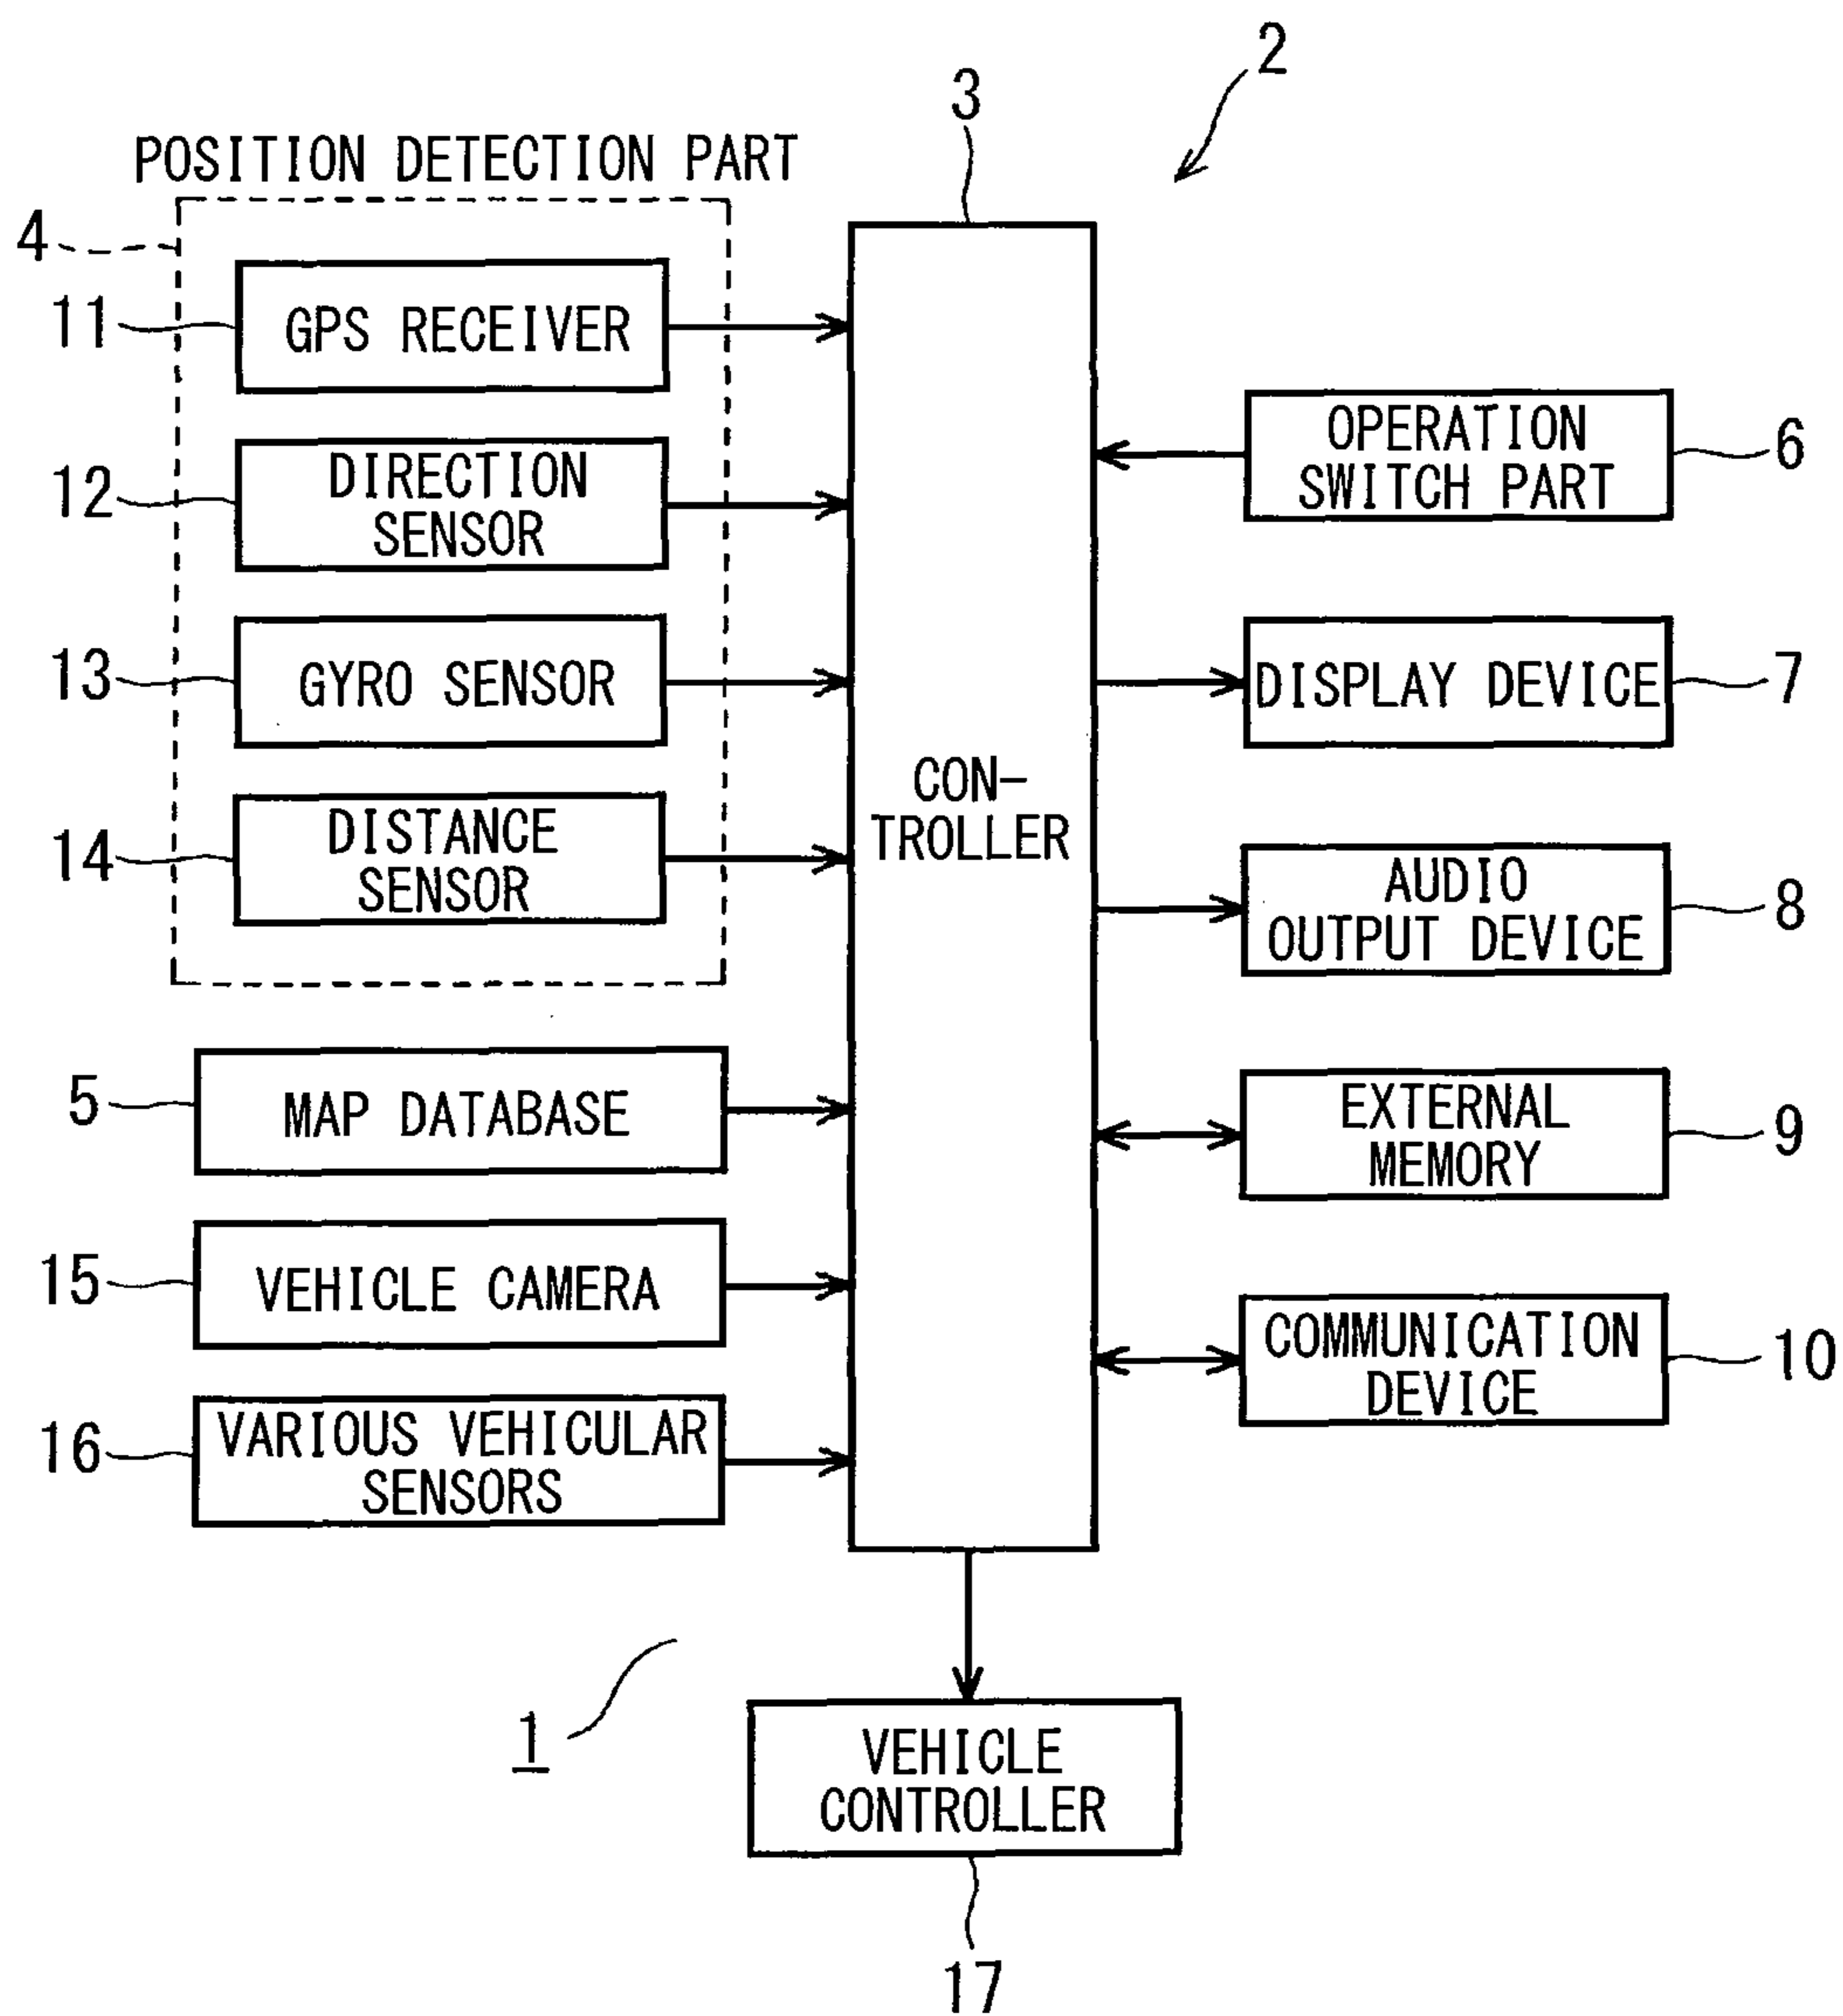 2
3
POSITION DETECTION PART
4
11
GPS RECEIVER
12
DIRECTION
SENSOR
13
GYRO SENSOR
14
DISTANCE
SENSOR
5
MAP DATABASE
15
VEHICLE CAMERA
16
VARIOUS VEHICULAR
SENSORS
CON-
TROLLER
OPERATION
SWITCH PART
6
DISPLAY DEVICE
7
AUDIO
OUTPUT DEVICE
8
EXTERNAL
MEMORY
9
COMMUNICATION
DEVICE
10
1
VEHICLE
CONTROLLER
17